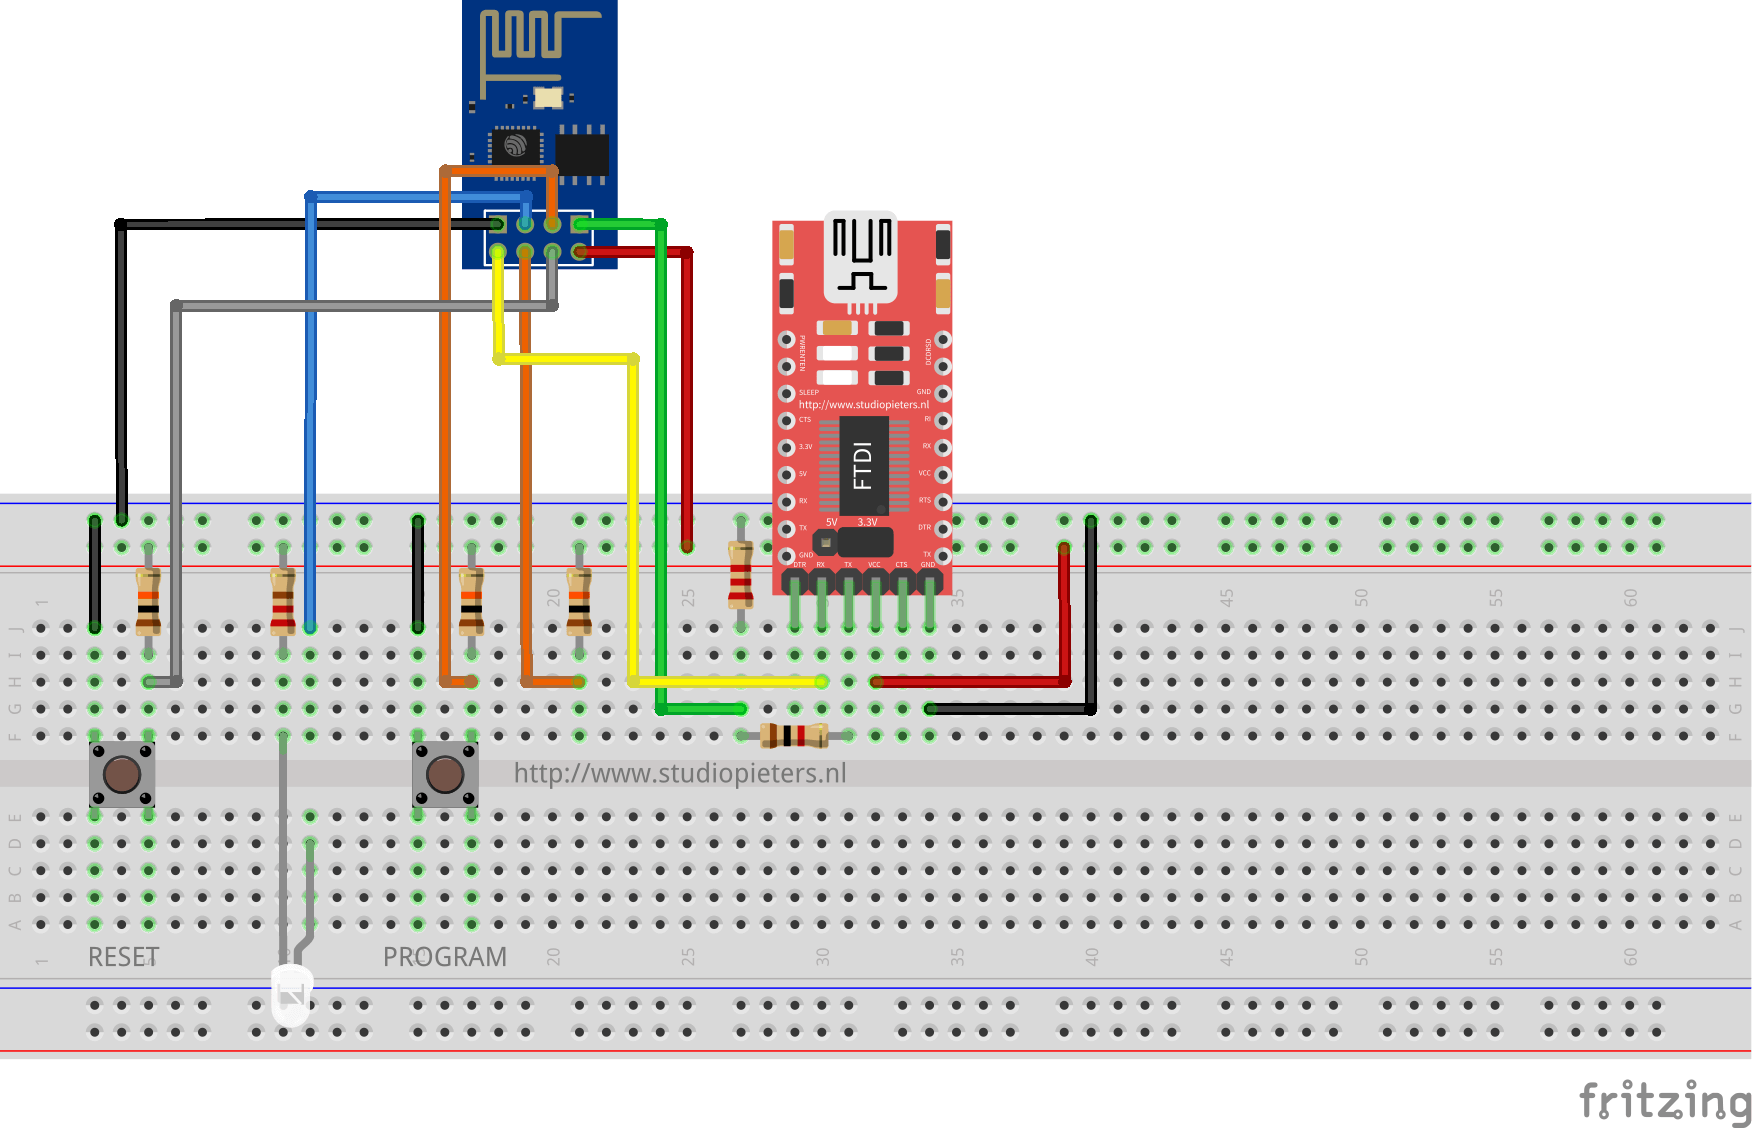 PWRENTEN
DCDRSD
SLEEP
GND
http://www.studiopieters.nl
CTS
RI
3.3V
RX
5V
VCC
RX
RTS
FTDI
5V
3.3V
TX
DTR
GND
TX
DTR RX TX VCC CTS GND
1 20 25 35 45 50 55 60
J J
I I
H H
G G
F F
http://www.studiopieters.nl
E E
D D
C C
B B
A A
RESET
PROGRAM
1 20 25 30 35 40 45 50 55 60
fritzing